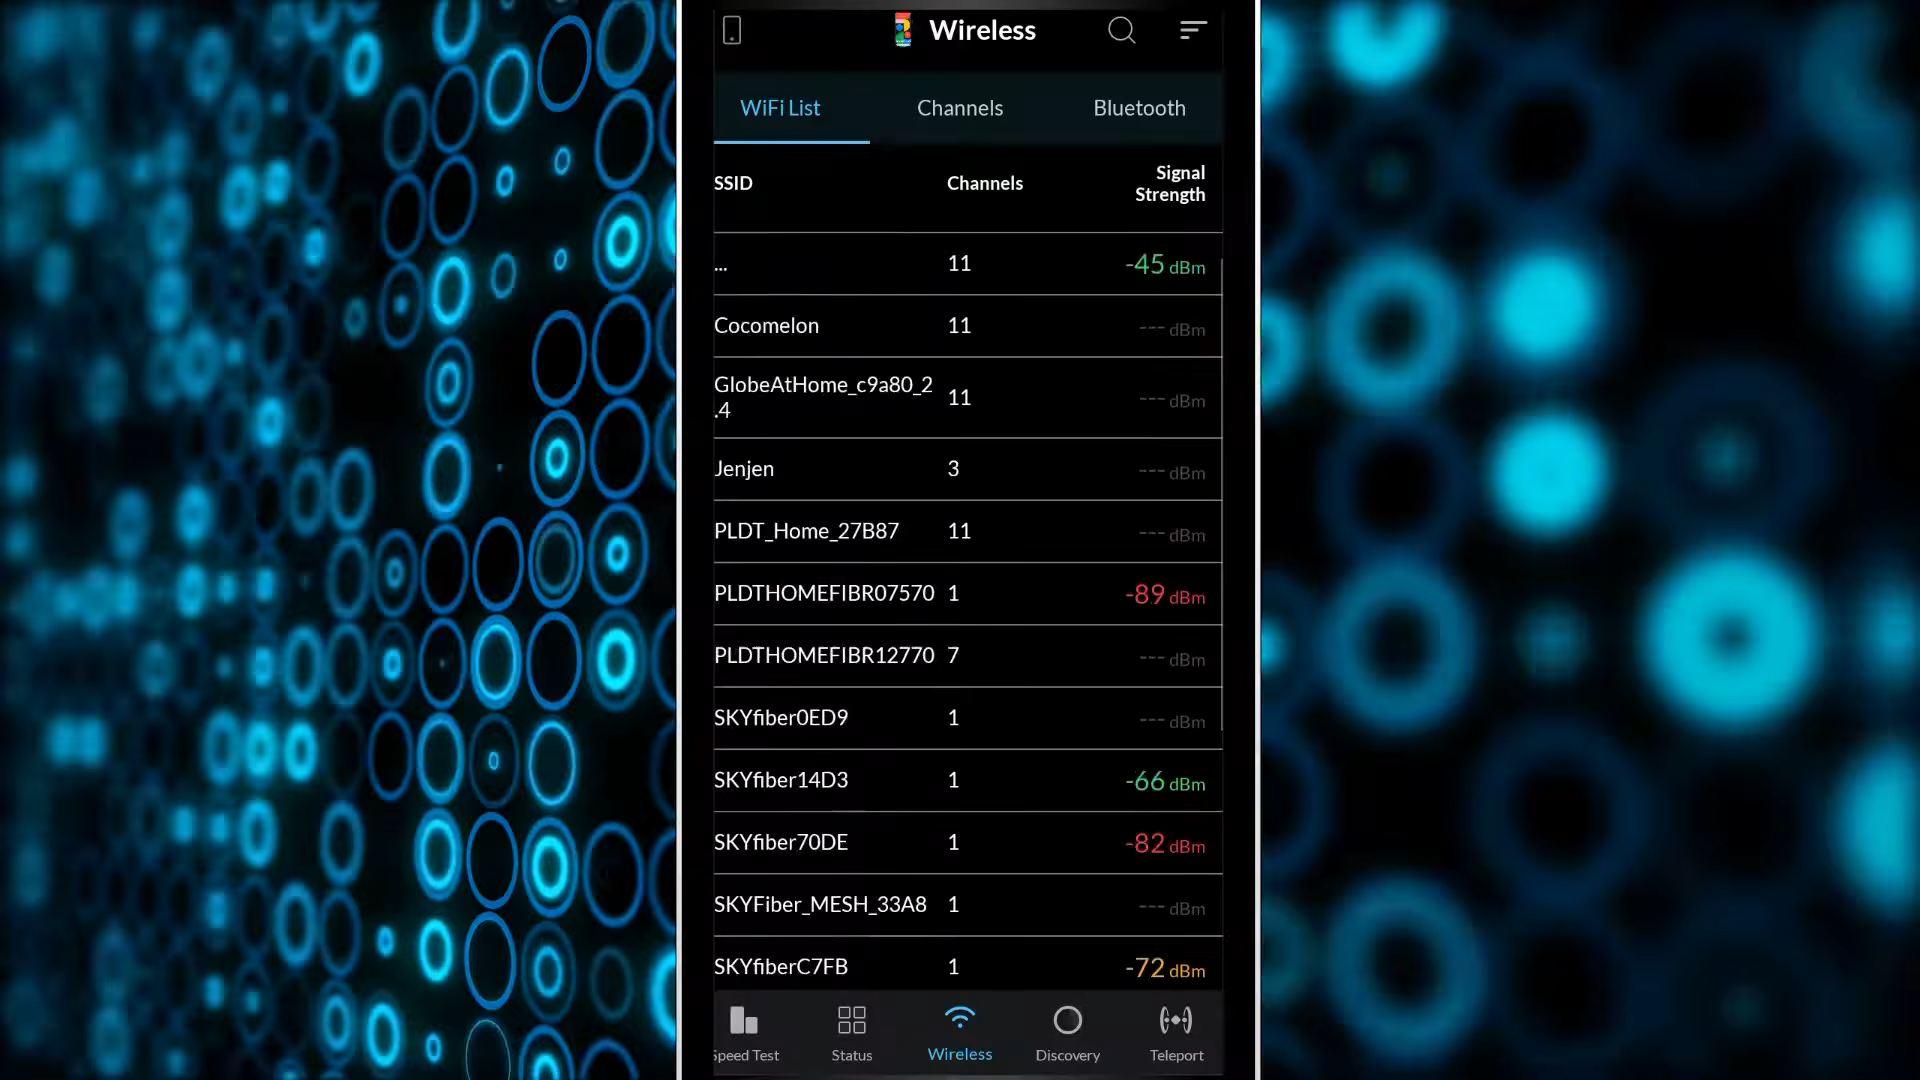 Wireless
WiFi List Channels Bluetooth
SSID Channels Signal
Strength
... 11 -45 dBm
Cocomelon 11 --- dBm
GlobeAtHome_c9a80_2
.4 11 --- dBm
Jenjen 3 --- dBm
PLDT_Home_27B87 11 --- dBm
PLDTHOMEFIBR07570 1 -89 dBm
PLDTHOMEFIBR12770 7 --- dBm
SKYfiber0ED9 1 --- dBm
SKYfiber14D3 1 -66 dBm
SKYfiber70DE 1 -82 dBm
SKYFiber_MESH_33A8 1 --- dBm
SKYfiberC7FB 1 -72 dBm
Speed Test Status Wireless Discovery Teleport